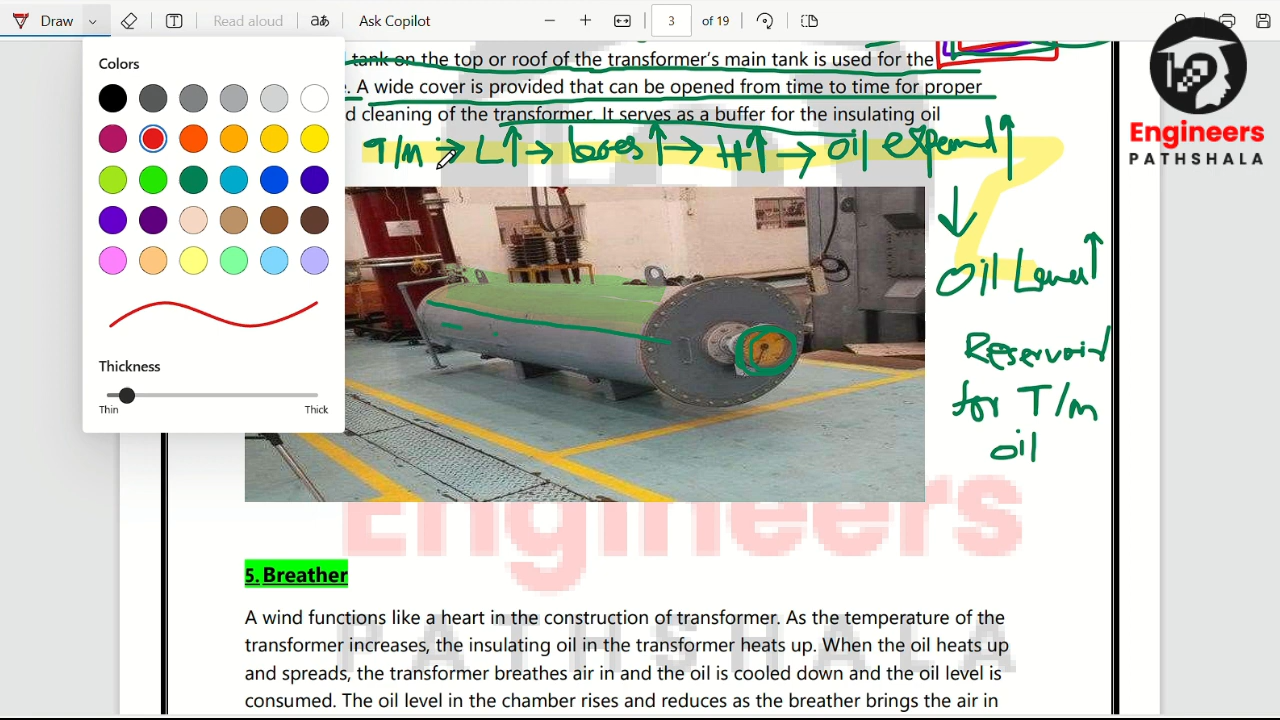 Draw
Read aloud
Ask Copilot
3 of 19
Colors
Thickness
Thin
Thick
tank on the top or roof of the transformer's main tank is used for the
. A wide cover is provided that can be opened from time to time for proper
d cleaning of the transformer. It serves as a buffer for the insulating oil
T/m → L↑ → losses↑ → H↑ → Oil expand↑
↓
Oil Level↑
Reservoir
for T/m
oil
Engineers
PATHSHALA
Engineers
PATHSHALA
5. Breather
A wind functions like a heart in the construction of transformer. As the temperature of the
transformer increases, the insulating oil in the transformer heats up. When the oil heats up
and spreads, the transformer breathes air in and the oil is cooled down and the oil level is
consumed. The oil level in the chamber rises and reduces as the breather brings the air in